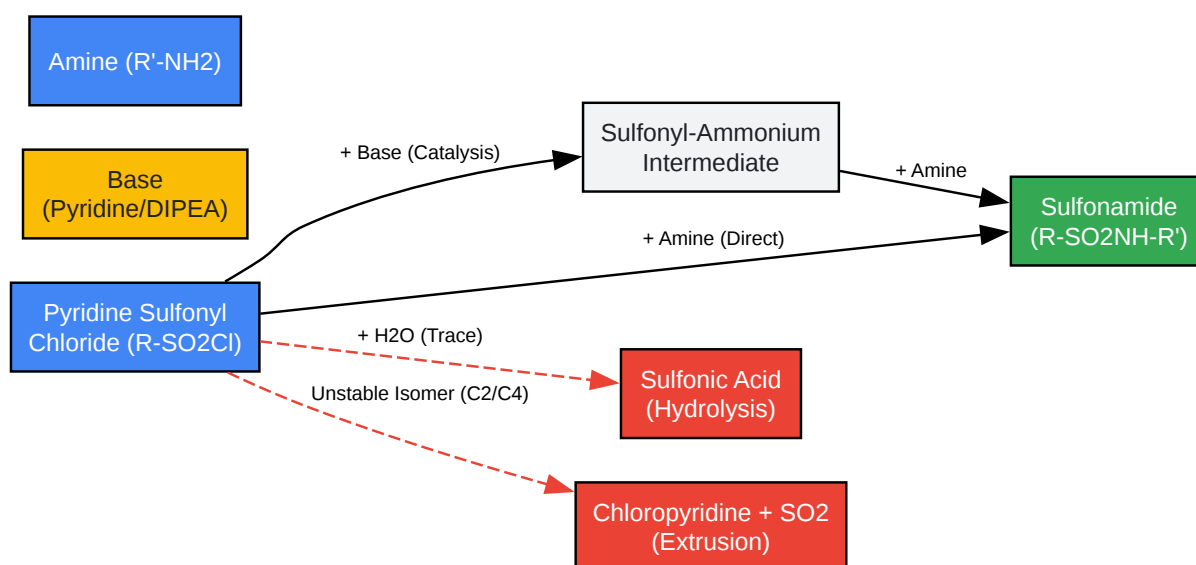 Amine (R'-NH2)
Base
(Pyridine/DIPEA)
Pyridine Sulfonyl
Chloride (R-SO2Cl)
+ Base (Catalysis)
Sulfonyl-Ammonium
Intermediate
+ Amine
+ Amine (Direct)
Sulfonamide
(R-SO2NH-R')
+ H2O (Trace)
Sulfonic Acid
(Hydrolysis)
Unstable Isomer (C2/C4)
Chloropyridine + SO2
(Extrusion)